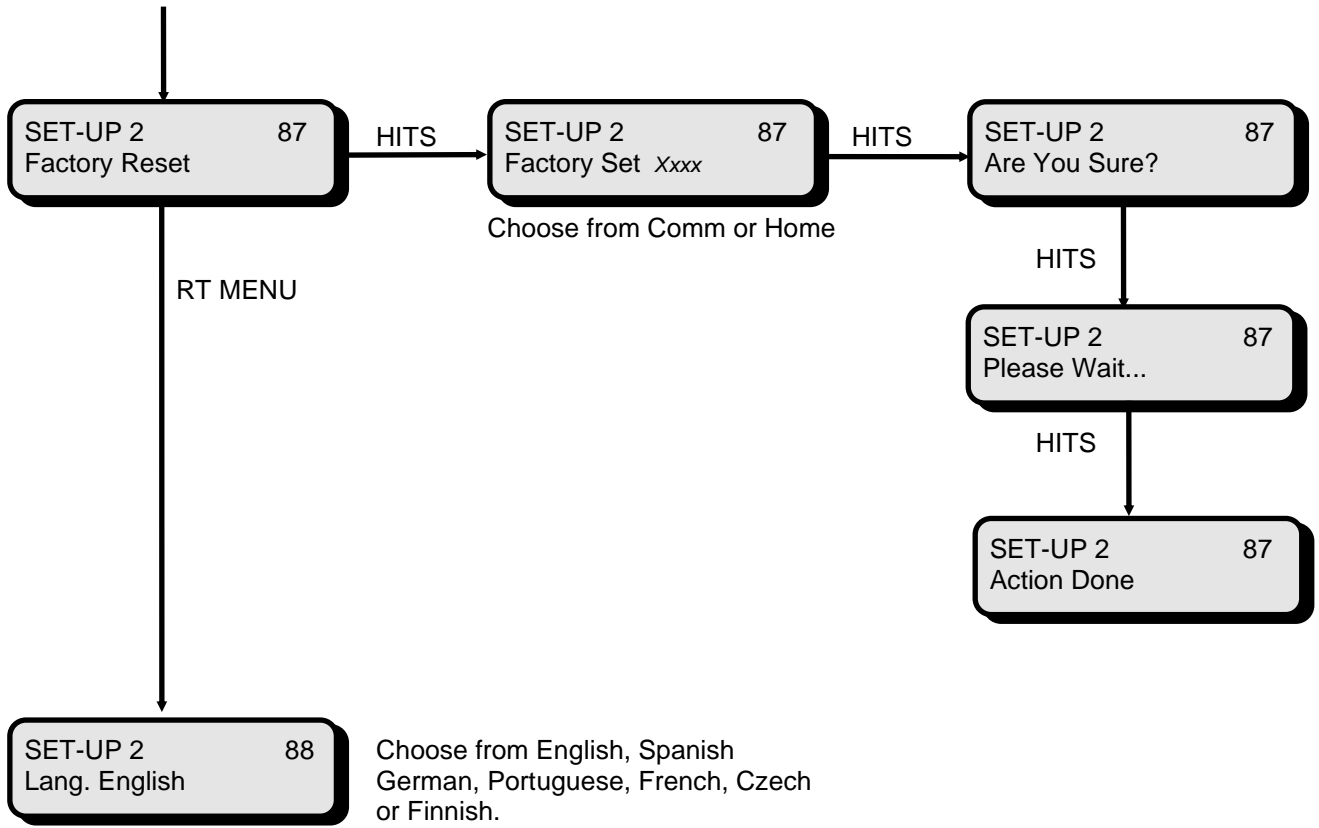 SET-UP 2 87
Factory Reset
HITS
SET-UP 2 87
Factory Set Xxxx
Choose from Comm or Home
HITS
SET-UP 2 87
Are You Sure?
HITS
SET-UP 2 87
Please Wait...
HITS
SET-UP 2 87
Action Done
RT MENU
SET-UP 2 88
Lang. English
Choose from English, Spanish
German, Portuguese, French, Czech
or Finnish.